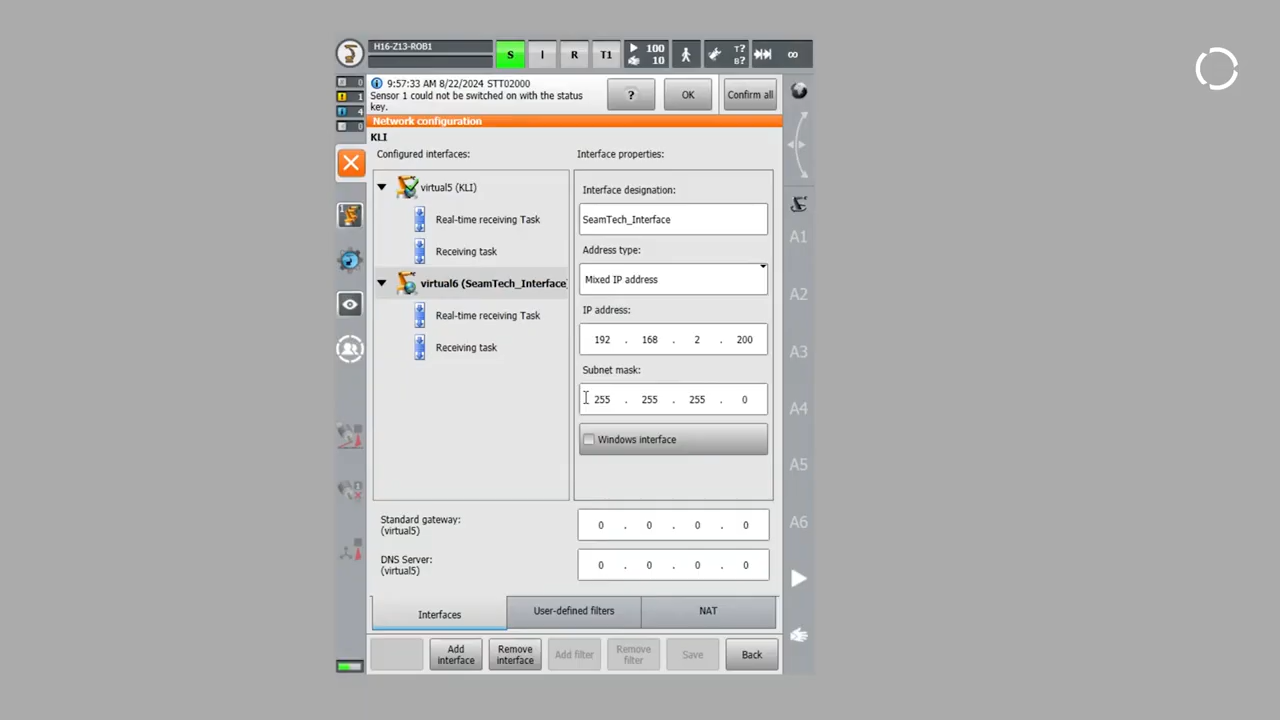 H16-Z13-ROB1
S
I
R
T1
100
10
T?
B?
∞
0
1
4
0
9:57:33 AM 8/22/2024 STT02000
Sensor 1 could not be switched on with the status
key.
?
OK
Confirm all
Network configuration
KLI
Configured interfaces:
virtual5 (KLI)
Real-time receiving Task
Receiving task
virtual6 (SeamTech_Interface)
Real-time receiving Task
Receiving task
Interface properties:
Interface designation:
SeamTech_Interface
Address type:
Mixed IP address
IP address:
192 . 168 . 2 . 200
Subnet mask:
255 . 255 . 255 . 0
Windows interface
Standard gateway:
(virtual5)
0 . 0 . 0 . 0
DNS Server:
(virtual5)
0 . 0 . 0 . 0
Interfaces
User-defined filters
NAT
Add
interface
Remove
interface
Add filter
Remove
filter
Save
Back
A1
A2
A3
A4
A5
A6